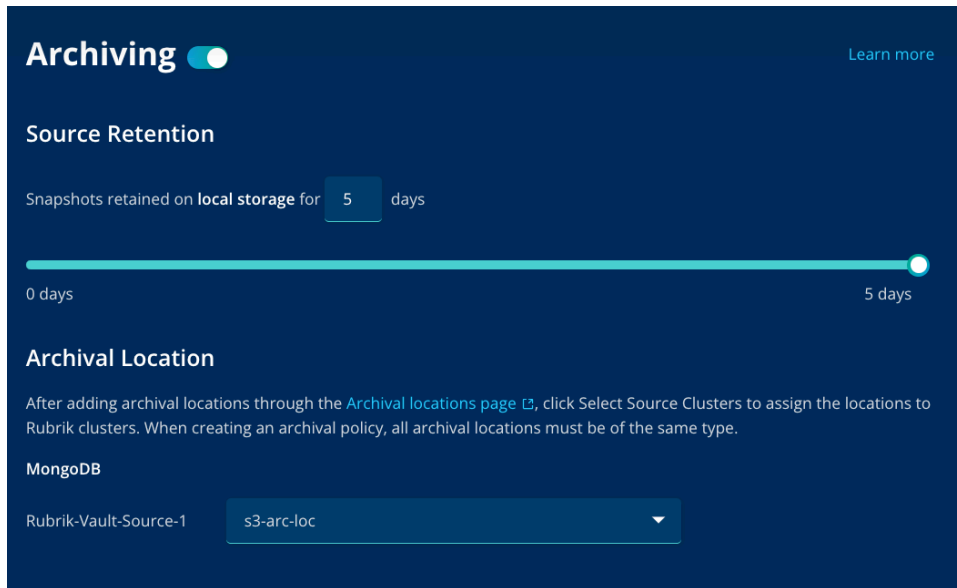 Archiving
Learn more
Source Retention
Snapshots retained on local storage for 5 days
0 days
5 days
Archival Location
After adding archival locations through the Archival locations page, click Select Source Clusters to assign the locations to
Rubrik clusters. When creating an archival policy, all archival locations must be of the same type.
MongoDB
Rubrik-Vault-Source-1
s3-arc-loc